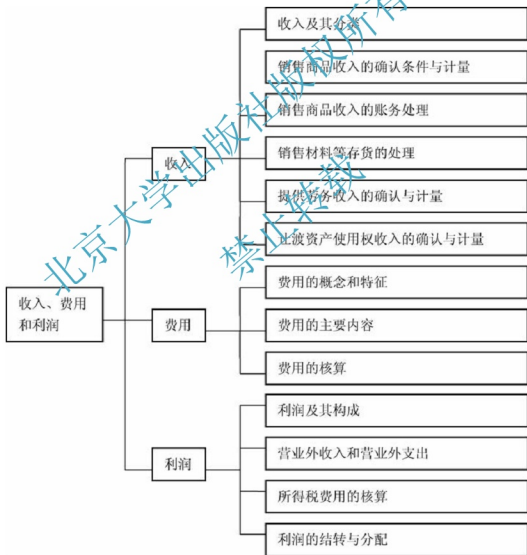 收入及其分类
销售商品收入的确认条件与计量
销售商品收入的账务处理
收入
销售材料等存货的处理
提供劳务收入的确认与计量
让渡资产使用权收入的确认与计量
收入、费用
和利润
费用
费用的概念和特征
费用的主要内容
费用的核算
利润
利润及其构成
营业外收入和营业外支出
所得税费用的核算
利润的结转与分配
北京大学出版社版权所有
禁止转载